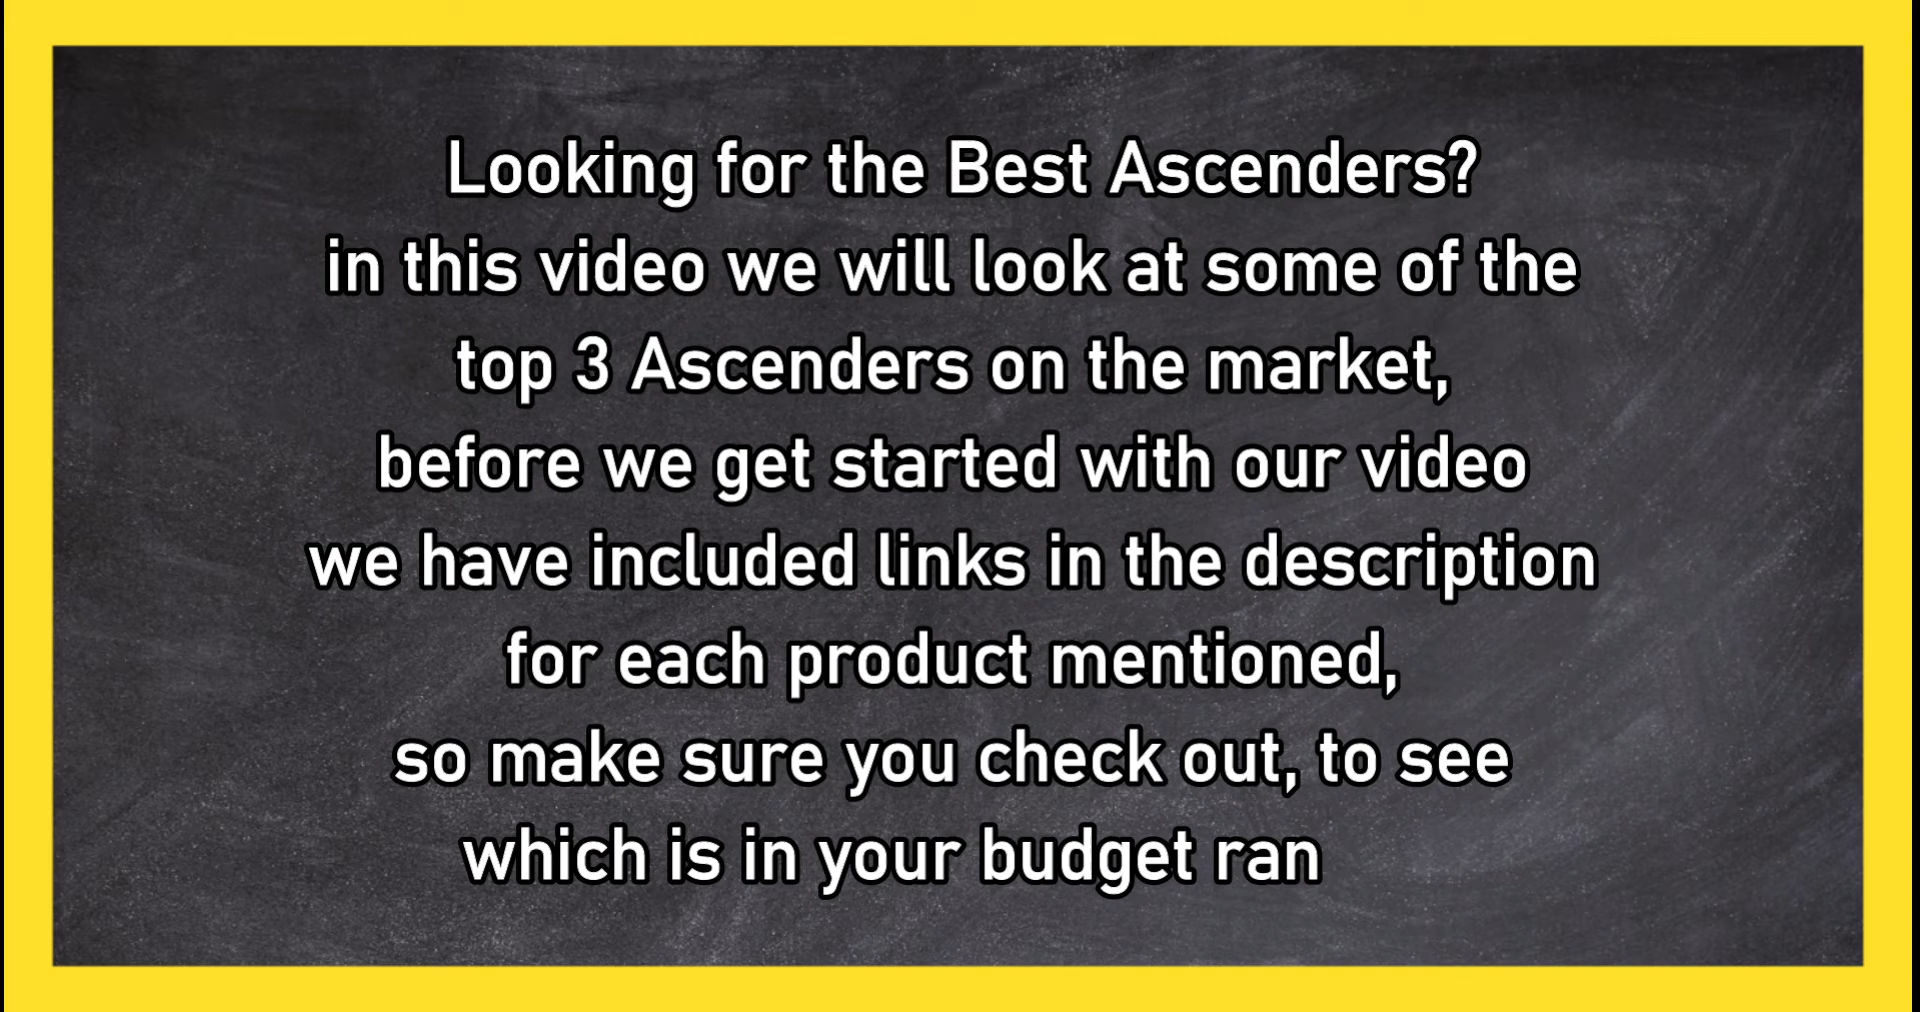 Looking for the Best Ascenders?
in this video we will look at some of the
top 3 Ascenders on the market,
before we get started with our video
we have included links in the description
for each product mentioned,
so make sure you check out, to see
which is in your budget ran